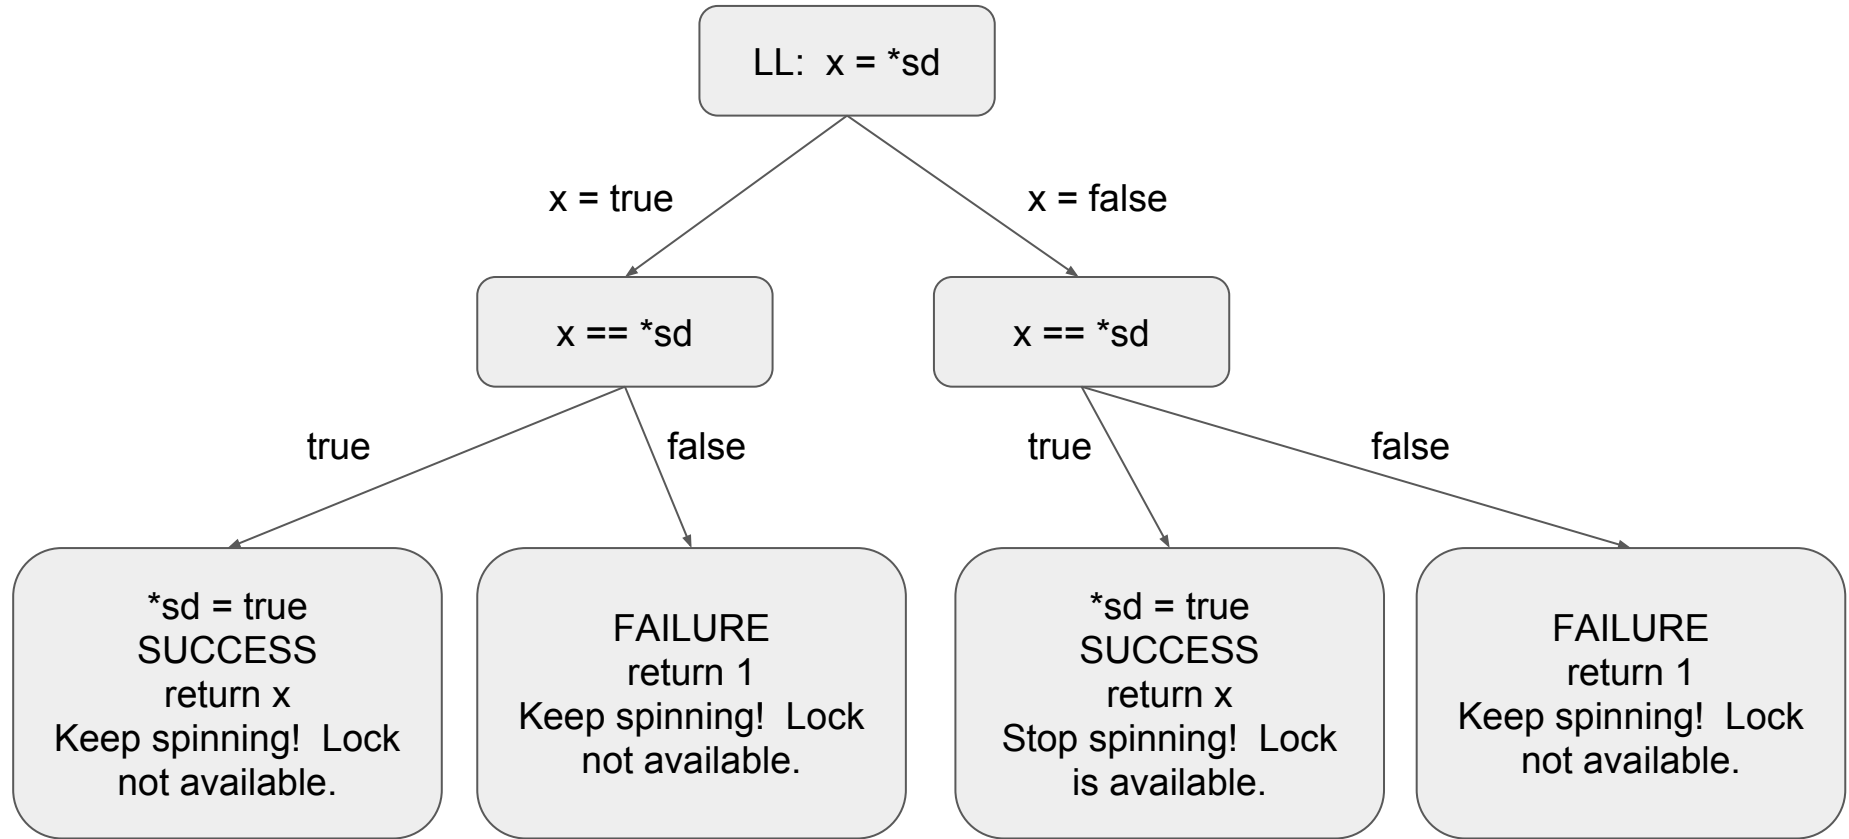 LL:  x = *sd
x = true
x = false
x == *sd
x == *sd
true
false
true
false
*sd = true
SUCCESS
return x
Keep spinning!  Lock
not available.
FAILURE
return 1
Keep spinning!  Lock
not available.
*sd = true
SUCCESS
return x
Stop spinning!  Lock
is available.
FAILURE
return 1
Keep spinning!  Lock
not available.